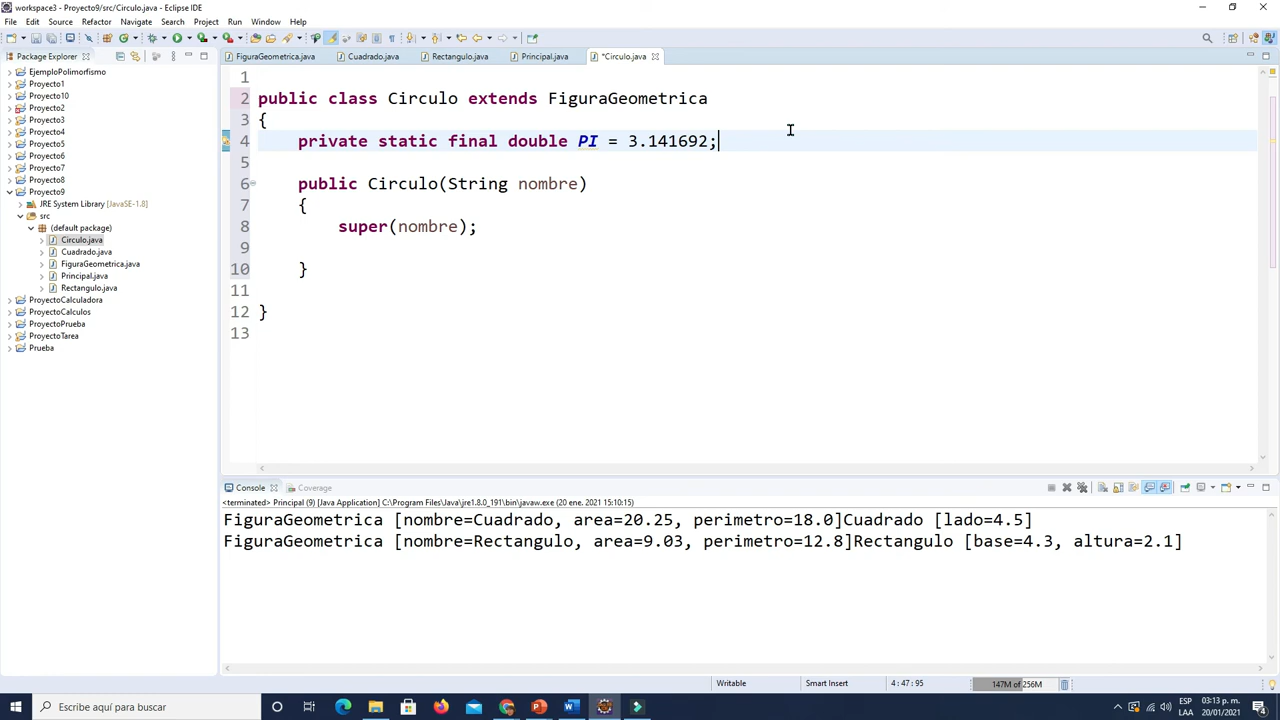 workspace3 - Proyecto9/src/Circulo.java - Eclipse IDE
File Edit Source Refactor Navigate Search Project Run Window Help
Package Explorer
FiguraGeometrica.java Cuadrado.java Rectangulo.java Principal.java *Circulo.java
EjemploPolimorfismo
Proyecto1
Proyecto10
Proyecto2
Proyecto3
Proyecto4
Proyecto5
Proyecto6
Proyecto7
Proyecto8
Proyecto9
JRE System Library [JavaSE-1.8]
src
(default package)
Circulo.java
Cuadrado.java
FiguraGeometrica.java
Principal.java
Rectangulo.java
ProyectoCalculadora
ProyectoCalculos
ProyectoPrueba
ProyectoTarea
Prueba
1
2 public class Circulo extends FiguraGeometrica
3 {
4 private static final double PI = 3.141692;
5
6 public Circulo(String nombre)
7 {
8 super(nombre);
9
10 }
11
12 }
13
Console Coverage
<terminated> Principal (9) [Java Application] C:\Program Files\Java\jre1.8.0_191\bin\javaw.exe (20 ene. 2021 15:10:15)
FiguraGeometrica [nombre=Cuadrado, area=20.25, perimetro=18.0]Cuadrado [lado=4.5]
FiguraGeometrica [nombre=Rectangulo, area=9.03, perimetro=12.8]Rectangulo [base=4.3, altura=2.1]
Writable Smart Insert 4 : 47 : 95 147M of 256M
Escribe aquí para buscar
ESP 03:13 p. m.
LAA 20/01/2021
4